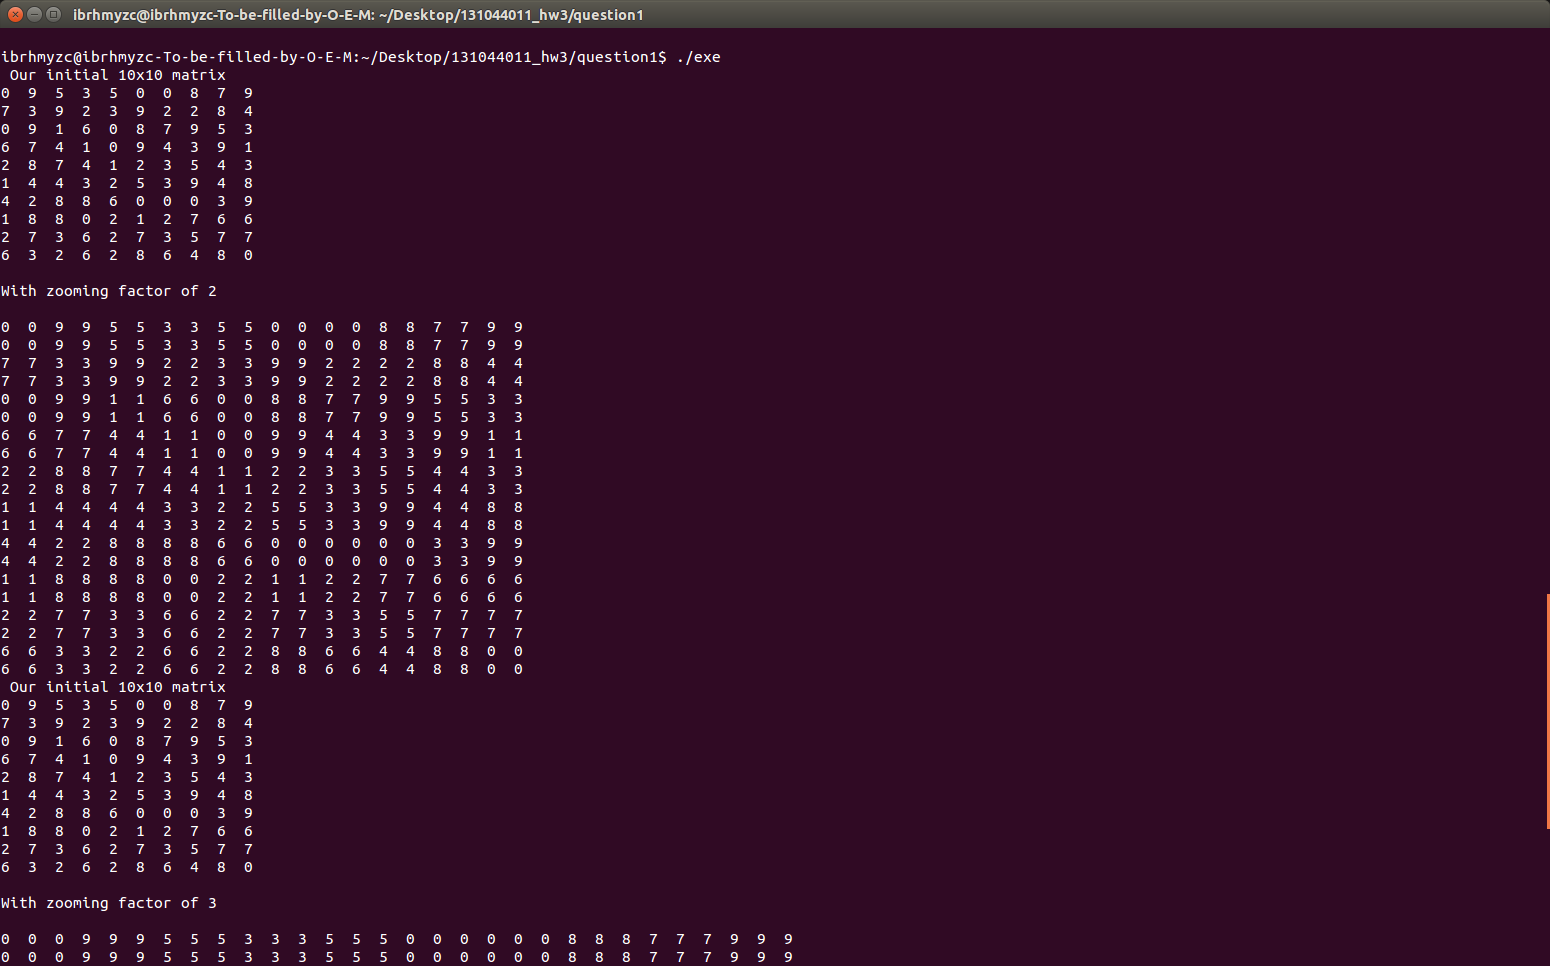 ibrhmyzc@ibrhmyzc-To-be-filled-by-O-E-M: ~/Desktop/131044011_hw3/question1
ibrhmyzc@ibrhmyzc-To-be-filled-by-O-E-M:~/Desktop/131044011_hw3/question1$ ./exe
Our initial 10x10 matrix
0 9 5 3 5 0 0 8 7 9
7 3 9 2 3 9 2 2 8 4
0 9 1 6 0 8 7 9 5 3
6 7 4 1 0 9 4 3 9 1
2 8 7 4 1 2 3 5 4 3
1 4 4 3 2 5 3 9 4 8
4 2 8 8 6 0 0 0 3 9
1 8 8 0 2 1 2 7 6 6
2 7 3 6 2 7 3 5 7 7
6 3 2 6 2 8 6 4 8 0
With zooming factor of 2
0 0 9 9 5 5 3 3 5 5 0 0 0 0 8 8 7 7 9 9
0 0 9 9 5 5 3 3 5 5 0 0 0 0 8 8 7 7 9 9
7 7 3 3 9 9 2 2 3 3 9 9 2 2 2 2 8 8 4 4
7 7 3 3 9 9 2 2 3 3 9 9 2 2 2 2 8 8 4 4
0 0 9 9 1 1 6 6 0 0 8 8 7 7 9 9 5 5 3 3
0 0 9 9 1 1 6 6 0 0 8 8 7 7 9 9 5 5 3 3
6 6 7 7 4 4 1 1 0 0 9 9 4 4 3 3 9 9 1 1
6 6 7 7 4 4 1 1 0 0 9 9 4 4 3 3 9 9 1 1
2 2 8 8 7 7 4 4 1 1 2 2 3 3 5 5 4 4 3 3
2 2 8 8 7 7 4 4 1 1 2 2 3 3 5 5 4 4 3 3
1 1 4 4 4 4 3 3 2 2 5 5 3 3 9 9 4 4 8 8
1 1 4 4 4 4 3 3 2 2 5 5 3 3 9 9 4 4 8 8
4 4 2 2 8 8 8 8 6 6 0 0 0 0 0 0 3 3 9 9
4 4 2 2 8 8 8 8 6 6 0 0 0 0 0 0 3 3 9 9
1 1 8 8 8 8 0 0 2 2 1 1 2 2 7 7 6 6 6 6
1 1 8 8 8 8 0 0 2 2 1 1 2 2 7 7 6 6 6 6
2 2 7 7 3 3 6 6 2 2 7 7 3 3 5 5 7 7 7 7
2 2 7 7 3 3 6 6 2 2 7 7 3 3 5 5 7 7 7 7
6 6 3 3 2 2 6 6 2 2 8 8 6 6 4 4 8 8 0 0
6 6 3 3 2 2 6 6 2 2 8 8 6 6 4 4 8 8 0 0
Our initial 10x10 matrix
0 9 5 3 5 0 0 8 7 9
7 3 9 2 3 9 2 2 8 4
0 9 1 6 0 8 7 9 5 3
6 7 4 1 0 9 4 3 9 1
2 8 7 4 1 2 3 5 4 3
1 4 4 3 2 5 3 9 4 8
4 2 8 8 6 0 0 0 3 9
1 8 8 0 2 1 2 7 6 6
2 7 3 6 2 7 3 5 7 7
6 3 2 6 2 8 6 4 8 0
With zooming factor of 3
0 0 0 9 9 9 5 5 5 3 3 3 5 5 5 0 0 0 0 0 0 8 8 8 7 7 7 9 9 9
0 0 0 9 9 9 5 5 5 3 3 3 5 5 5 0 0 0 0 0 0 8 8 8 7 7 7 9 9 9